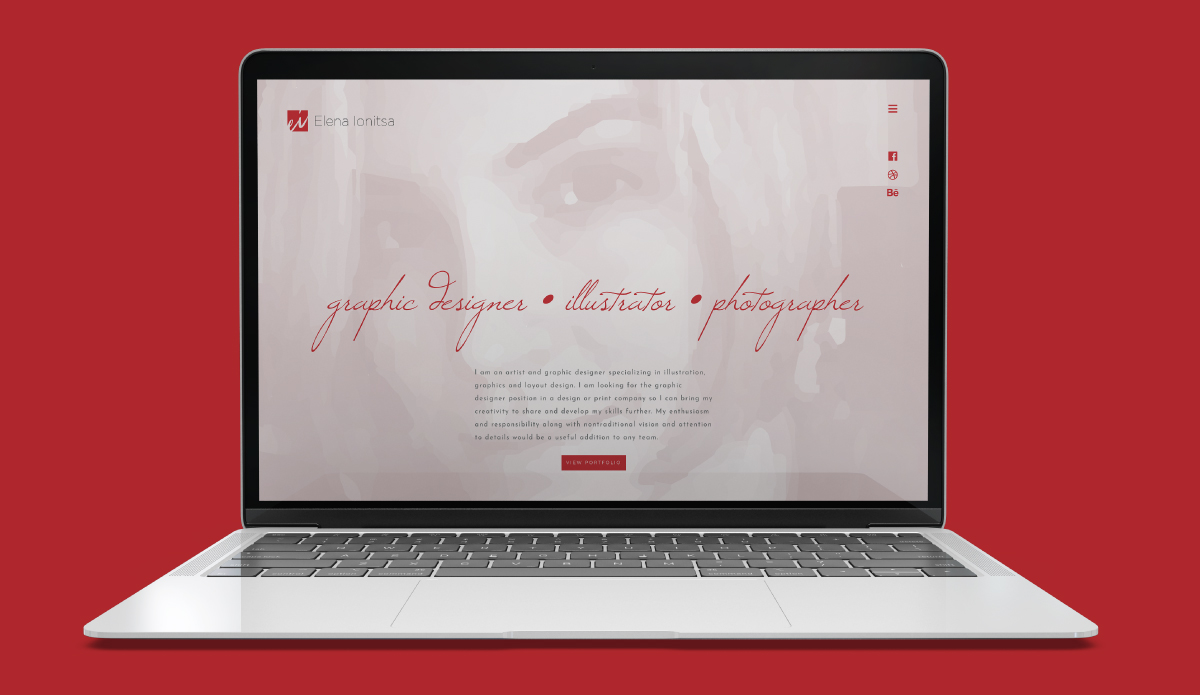 Elena Ionitsa
Bē
graphic designer • illustrator • photographer
I am an artist and graphic designer specializing in illustration,
graphics and layout design. I am looking for the graphic
designer position in a design or print company so I can bring my
creativity to share and develop my skills further. My enthusiasm
and responsibility along with nontraditional vision and attention
to details would be a useful addition to any team.
VIEW PORTFOLIO